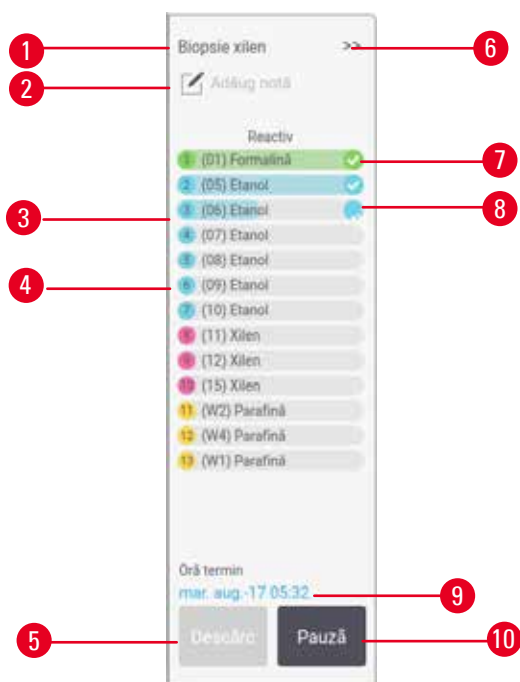 1 Biopsie xilen >> 6
2 Adăug notă
Reactiv
1 (01) Formalină 7
2 (05) Etanol
3 3 (06) Etanol 8
4 (07) Etanol
5 (08) Etanol
4 6 (09) Etanol
7 (10) Etanol
8 (11) Xilen
9 (12) Xilen
10 (15) Xilen
11 (W2) Parafină
12 (W4) Parafină
13 (W1) Parafină
Oră termin
mar. aug.-17 05:32 9
5 Descărc Pauză 10